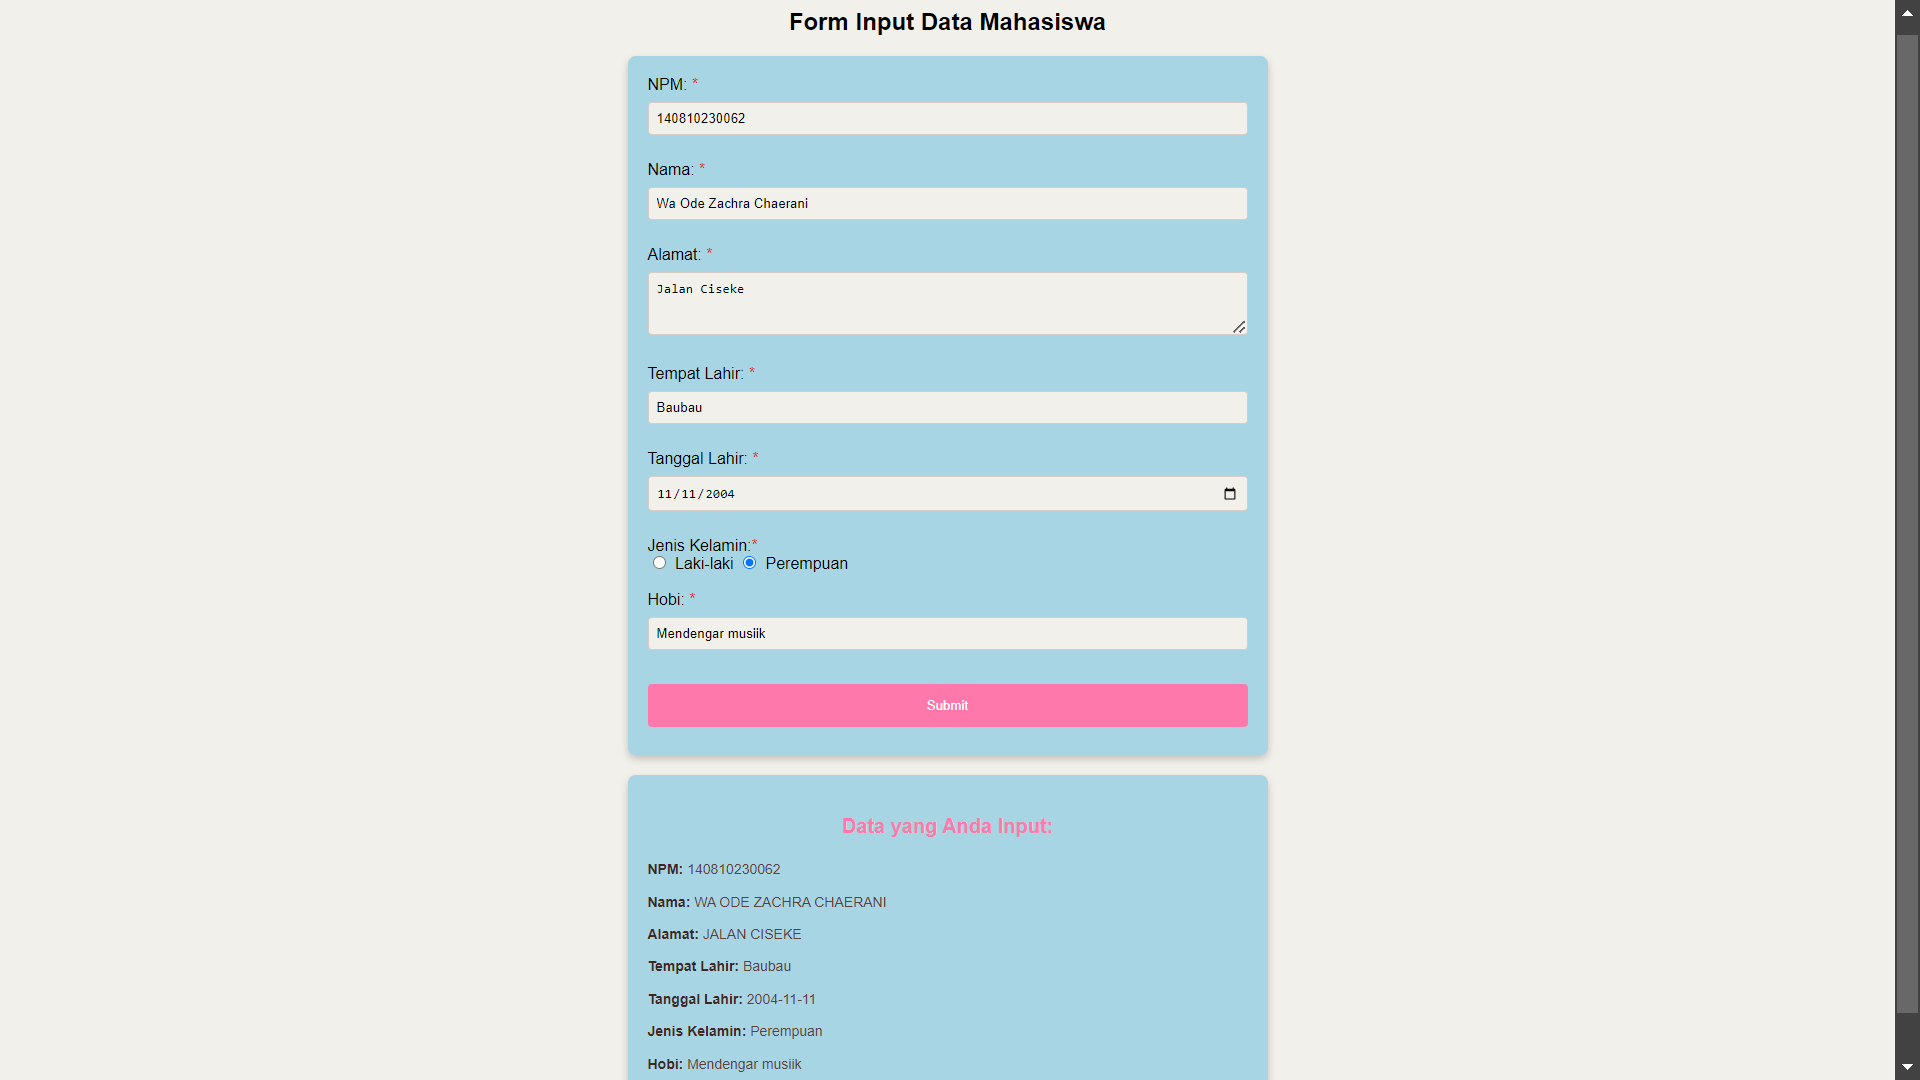 Form Input Data Mahasiswa
NPM: *
140810230062
Nama: *
Wa Ode Zachra Chaerani
Alamat: *
Jalan Ciseke
Tempat Lahir: *
Baubau
Tanggal Lahir: *
11/11/2004
Jenis Kelamin:*
Laki-laki Perempuan
Hobi: *
Mendengar musiik
Submit
Data yang Anda Input:
NPM: 140810230062
Nama: WA ODE ZACHRA CHAERANI
Alamat: JALAN CISEKE
Tempat Lahir: Baubau
Tanggal Lahir: 2004-11-11
Jenis Kelamin: Perempuan
Hobi: Mendengar musiik